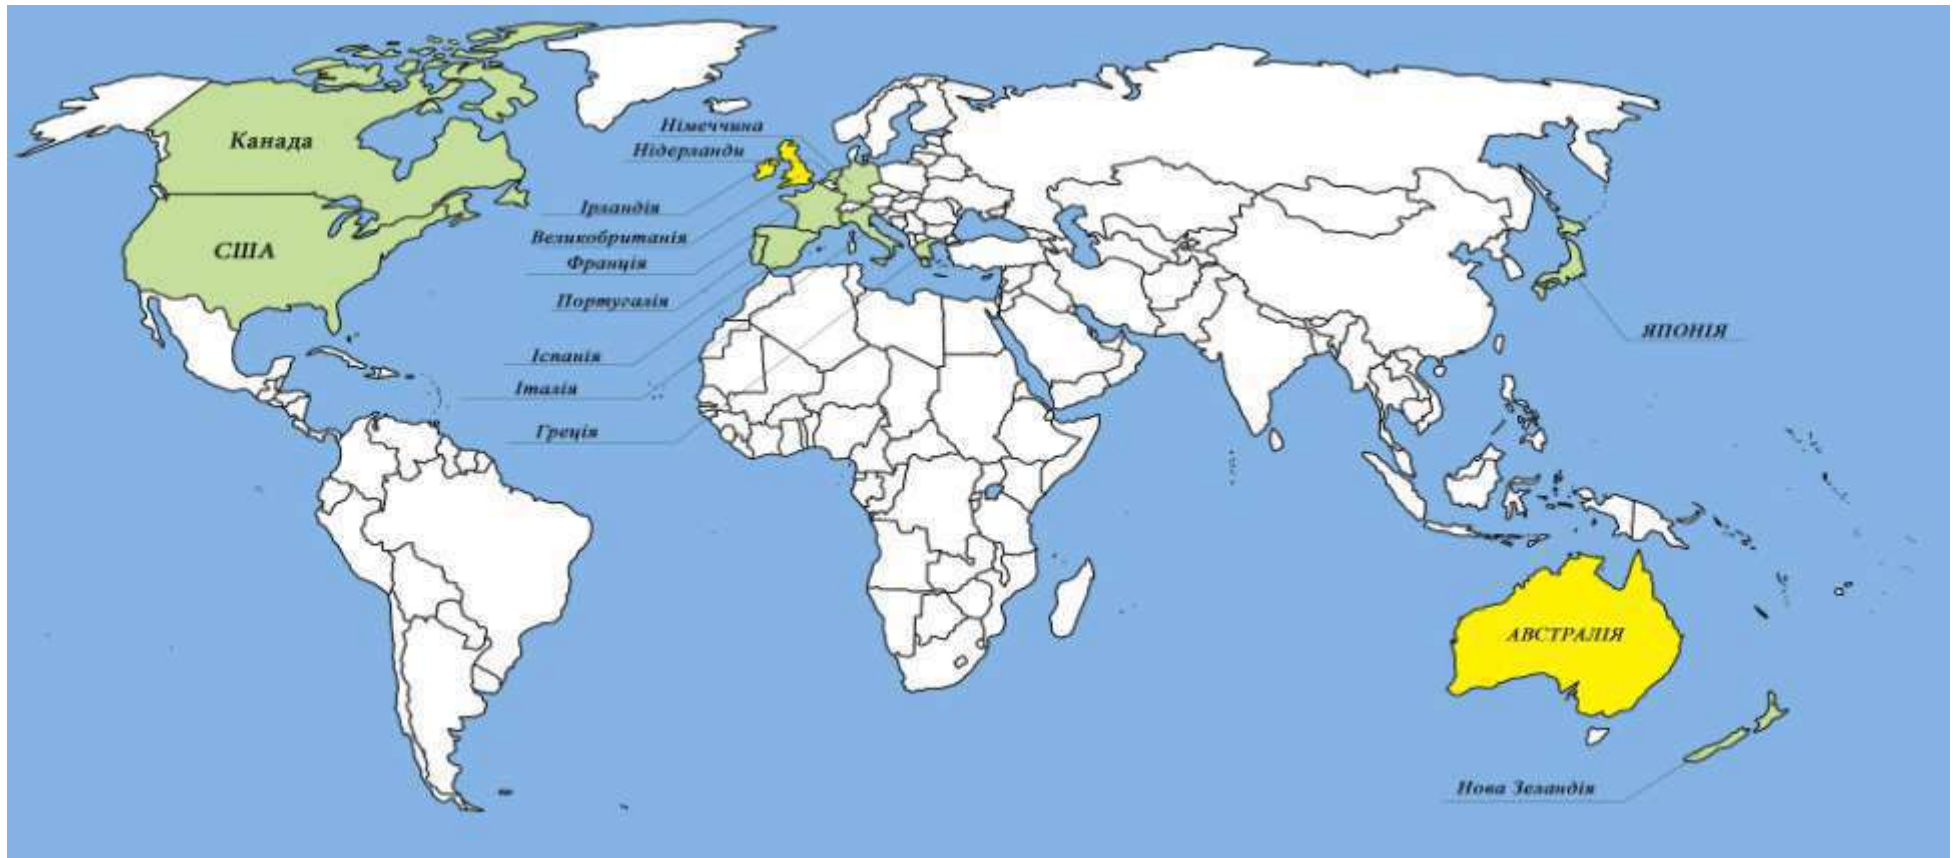 Канада
США
Німеччина
Нідерланди
Ірландія
Великобританія
Франція
Португалія
Іспанія
Італія
Греція
ЯПОНІЯ
АВСТРАЛІЯ
Нова Зеландія